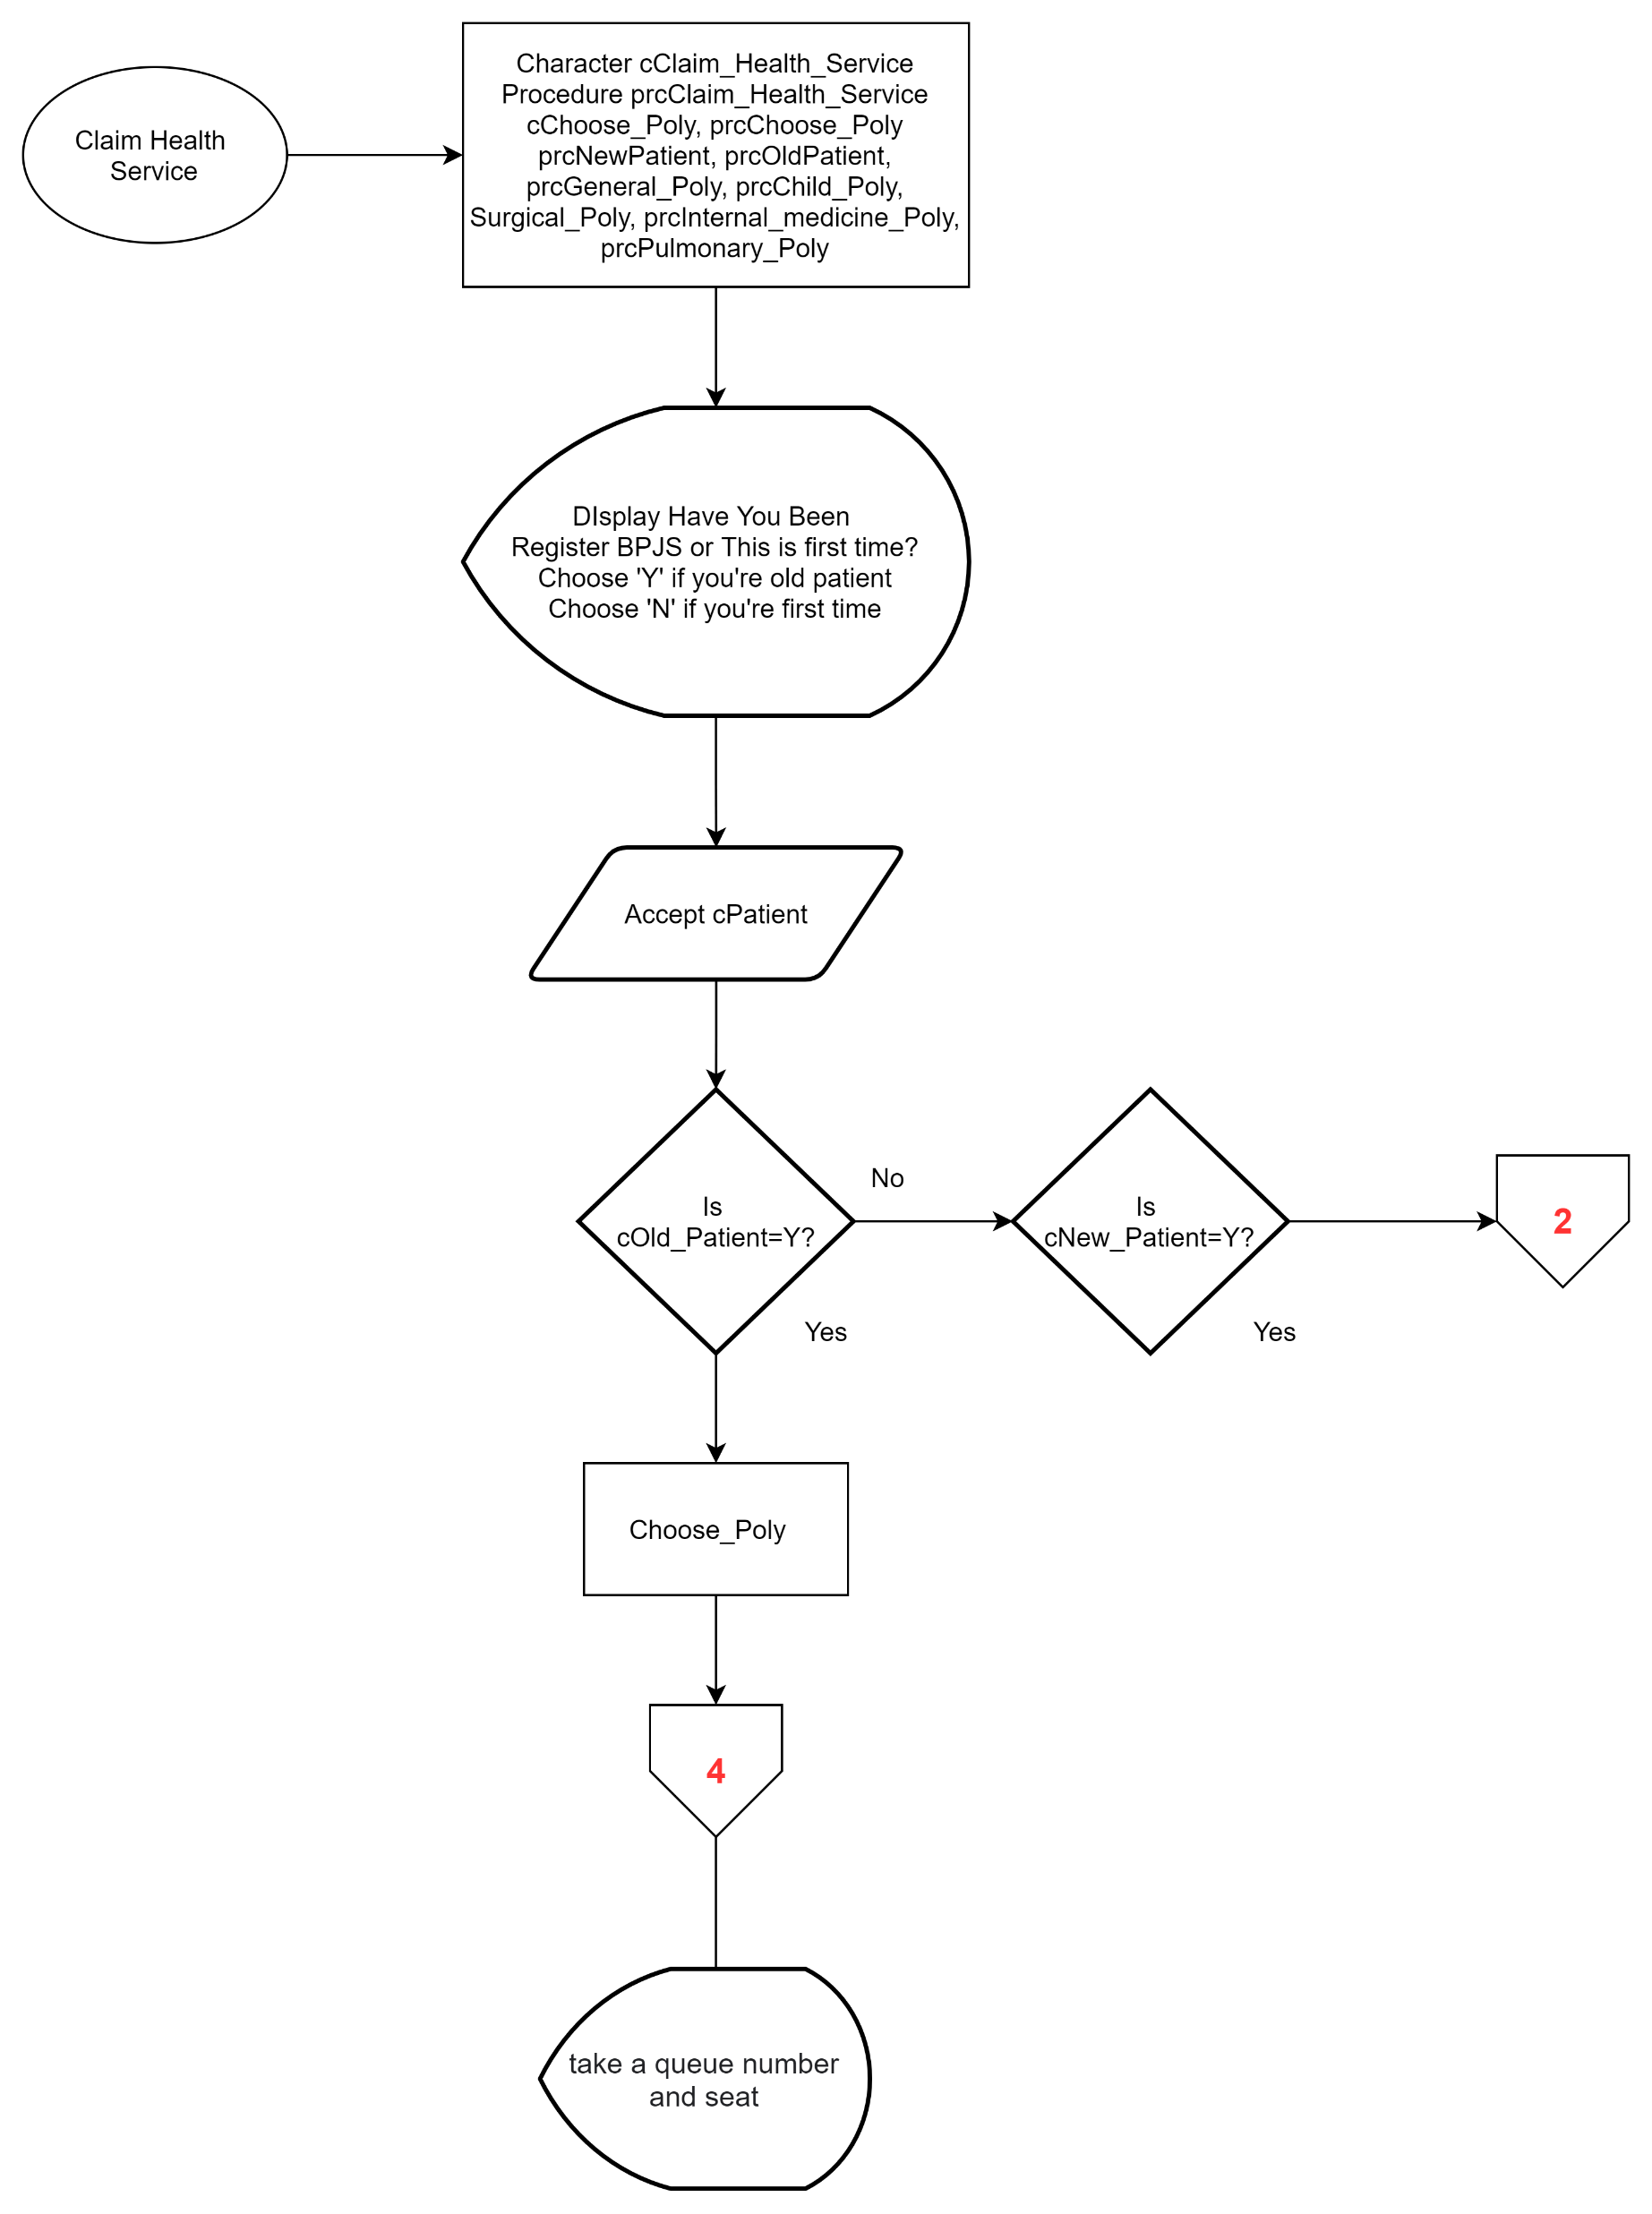 Claim Health
Service
Character cClaim_Health_Service
Procedure prcClaim_Health_Service
cChoose_Poly, prcChoose_Poly
prcNewPatient, prcOldPatient,
prcGeneral_Poly, prcChild_Poly,
Surgical_Poly, prcInternal_medicine_Poly,
prcPulmonary_Poly
DIsplay Have You Been
Register BPJS or This is first time?
Choose 'Y' if you're old patient
Choose 'N' if you're first time
Accept cPatient
Is
cOld_Patient=Y?
No
Yes
Is
cNew_Patient=Y?
Yes
2
Choose_Poly
4
take a queue number
and seat